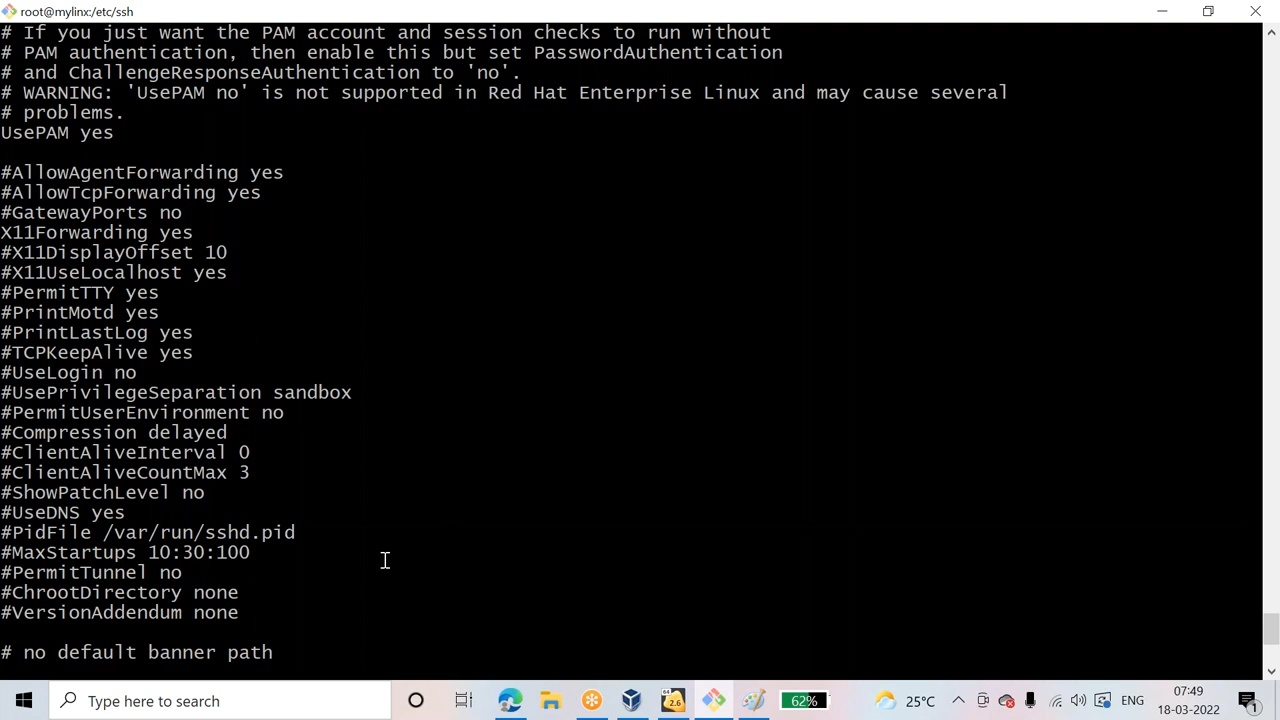 root@mylinx:/etc/ssh
# If you just want the PAM account and session checks to run without
# PAM authentication, then enable this but set PasswordAuthentication
# and ChallengeResponseAuthentication to 'no'.
# WARNING: 'UsePAM no' is not supported in Red Hat Enterprise Linux and may cause several
# problems.
UsePAM yes
#AllowAgentForwarding yes
#AllowTcpForwarding yes
#GatewayPorts no
X11Forwarding yes
#X11DisplayOffset 10
#X11UseLocalhost yes
#PermitTTY yes
#PrintMotd yes
#PrintLastLog yes
#TCPKeepAlive yes
#UseLogin no
#UsePrivilegeSeparation sandbox
#PermitUserEnvironment no
#Compression delayed
#ClientAliveInterval 0
#ClientAliveCountMax 3
#ShowPatchLevel no
#UseDNS yes
#PidFile /var/run/sshd.pid
#MaxStartups 10:30:100
#PermitTunnel no
#ChrootDirectory none
#VersionAddendum none
# no default banner path
Type here to search
64
2.6
62%
25°C
ENG
07:49
18-03-2022
1